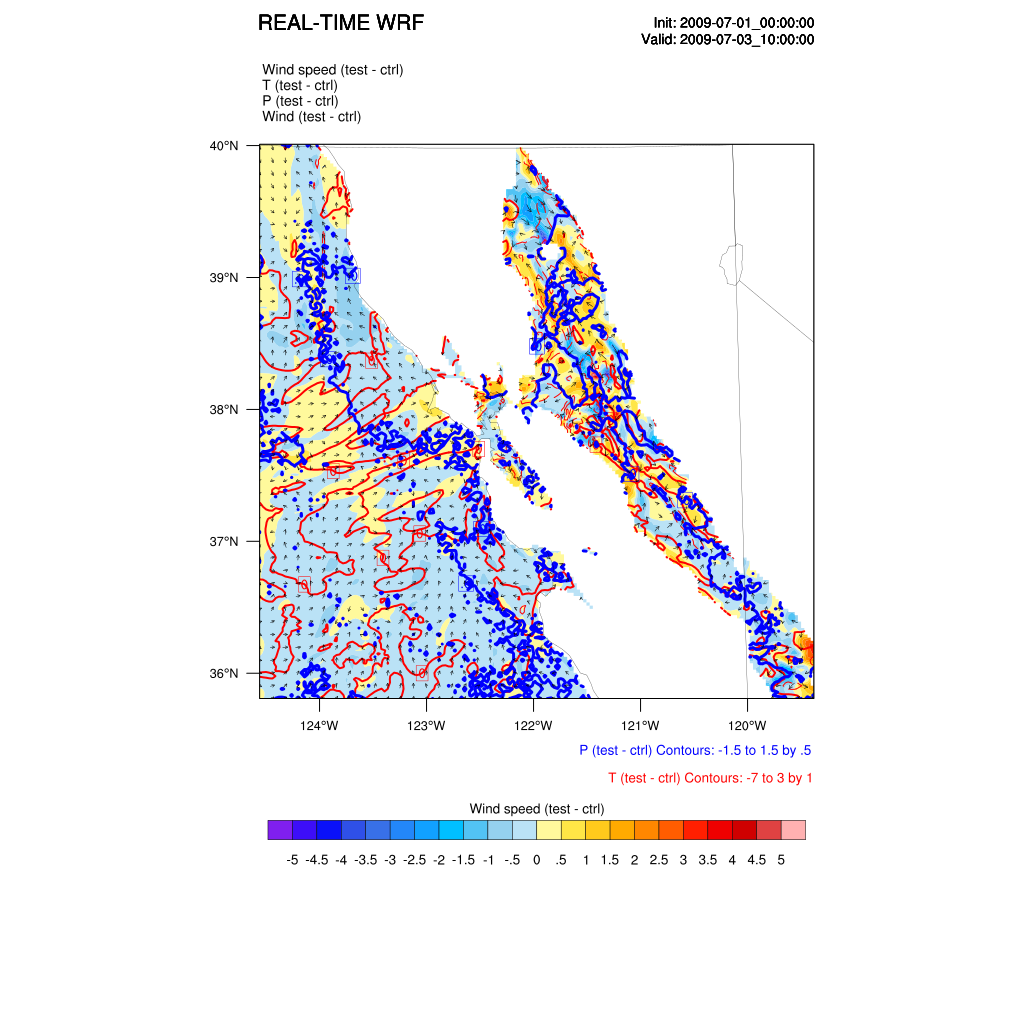 REAL-TIME WRF
Init: 2009-07-01_00:00:00
Valid: 2009-07-03_10:00:00
Wind speed (test - ctrl)
T (test - ctrl)
P (test - ctrl)
Wind (test - ctrl)
40°N
39°N
38°N
37°N
36°N
124°W 123°W 122°W 121°W 120°W
P (test - ctrl) Contours: -1.5 to 1.5 by .5
T (test - ctrl) Contours: -7 to 3 by 1
Wind speed (test - ctrl)
-5 -4.5 -4 -3.5 -3 -2.5 -2 -1.5 -1 -.5 0 .5 1 1.5 2 2.5 3 3.5 4 4.5 5